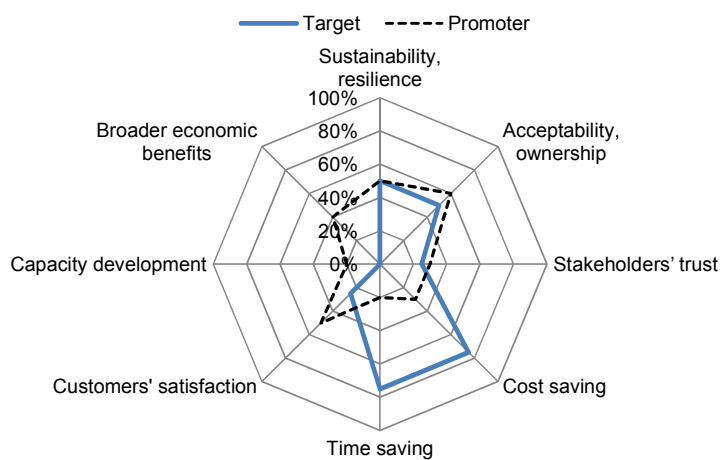 Target
Promoter
Sustainability,
resilience
100%
80%
60%
40%
20%
0%
Broader economic
benefits
Acceptability,
ownership
Capacity development
Stakeholders’ trust
Customers' satisfaction
Cost saving
Time saving